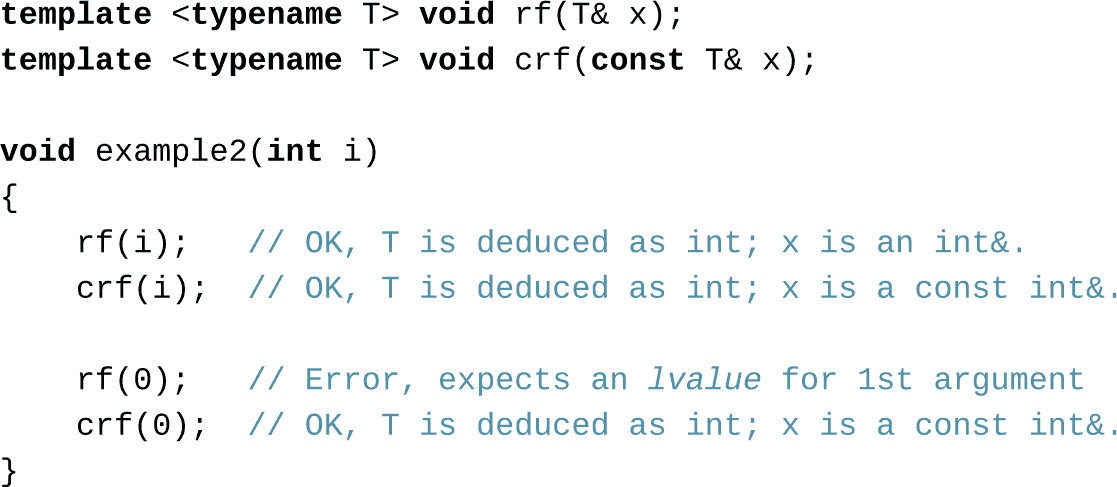 template <typename T> void rf(T& x);
template <typename T> void crf(const T& x);
void example2(int i)
{
    rf(i);   // OK, T is deduced as int; x is an int&.
    crf(i);  // OK, T is deduced as int; x is a const int&.
    rf(0);   // Error, expects an lvalue for 1st argument
    crf(0);  // OK, T is deduced as int; x is a const int&.
}